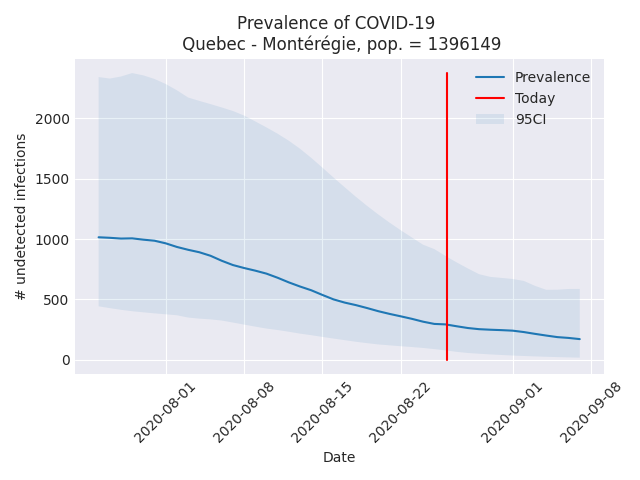 Prevalence of COVID-19
Quebec - Montérégie, pop. = 1396149
Prevalence
Today
95CI
# undetected infections
2000
1500
1000
500
0
2020-08-01
2020-08-08
2020-08-15
2020-08-22
2020-09-01
2020-09-08
Date